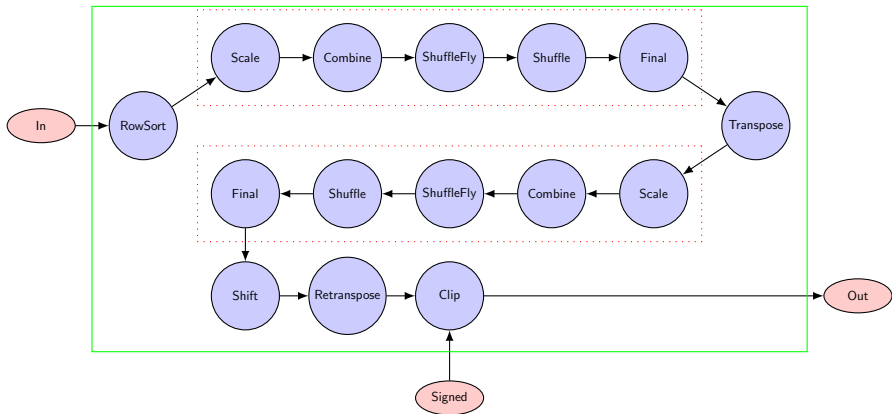 Scale
Combine
ShuffleFly
Shuffle
Final
In
RowSort
Transpose
Final
Shuffle
ShuffleFly
Combine
Scale
Shift
Retranspose
Clip
Out
Signed